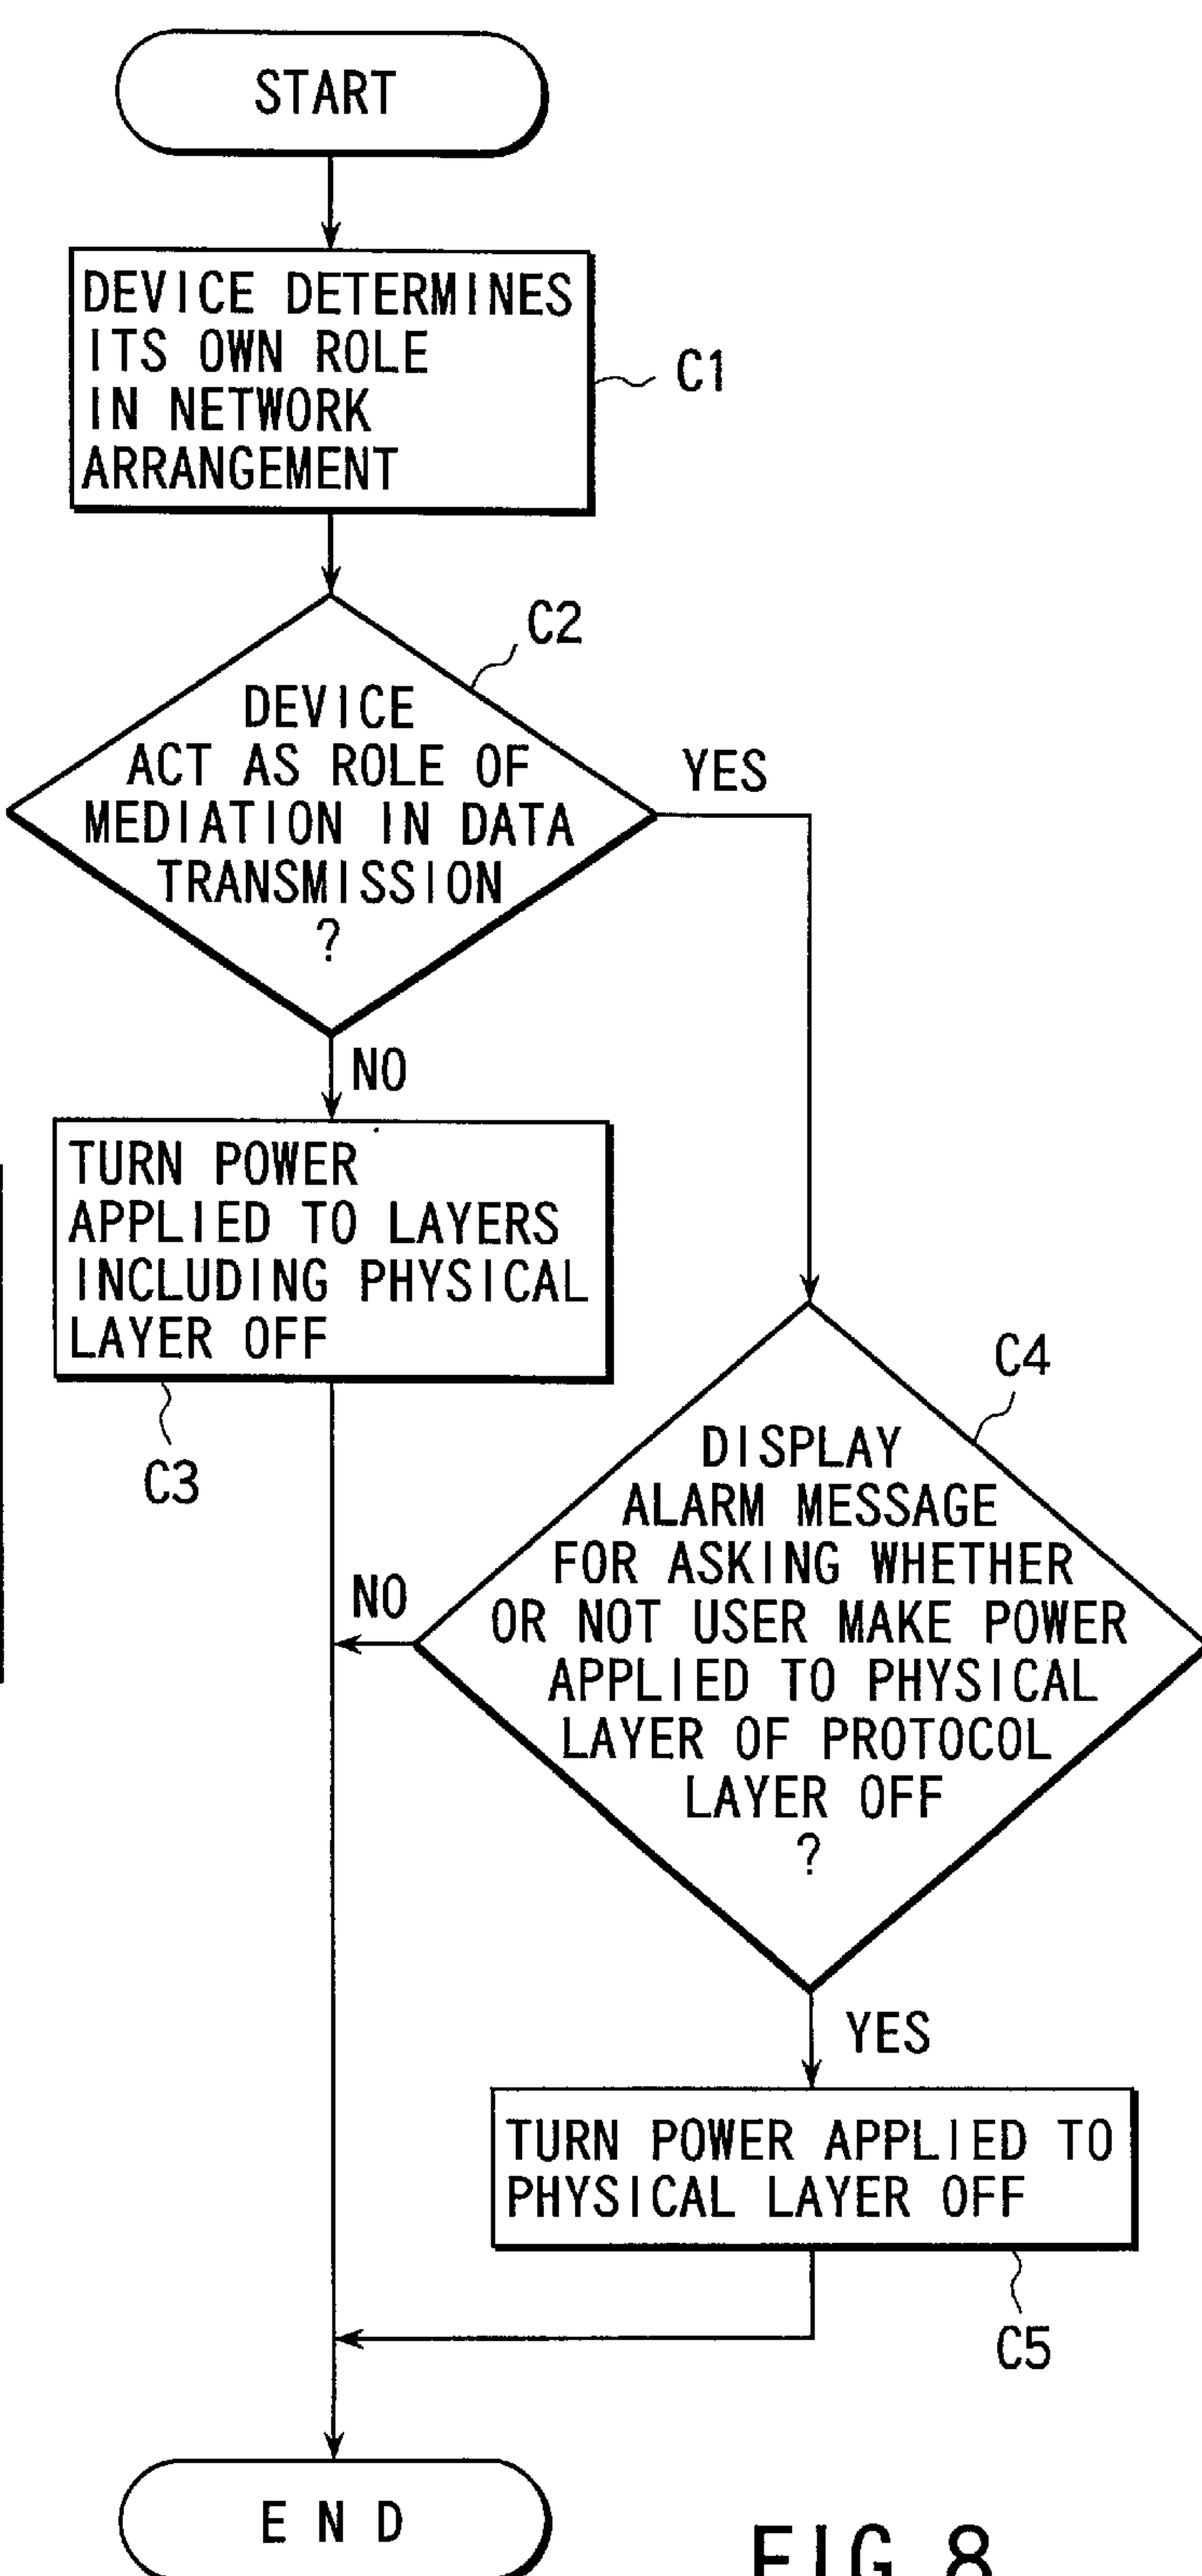 START
DEVICE DETERMINES
ITS OWN ROLE
IN NETWORK
ARRANGEMENT
C1
C2
DEVICE
ACT AS ROLE OF
MEDIATION IN DATA
TRANSMISSION
?
YES
NO
TURN POWER
APPLIED TO LAYERS
INCLUDING PHYSICAL
LAYER OFF
C3
C4
DISPLAY
ALARM MESSAGE
FOR ASKING WHETHER
OR NOT USER MAKE POWER
APPLIED TO PHYSICAL
LAYER OF PROTOCOL
LAYER OFF
?
NO
YES
TURN POWER APPLIED TO
PHYSICAL LAYER OFF
C5
END
FIG. 8